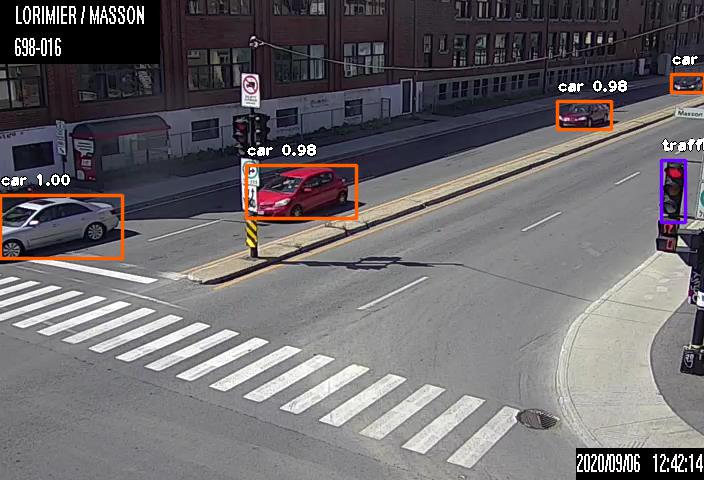 LORIMIER / MASSON
698-016
car
car 0.98
car 0.98
traff
car 1.00
Masson
2020/09/06 12:42:14